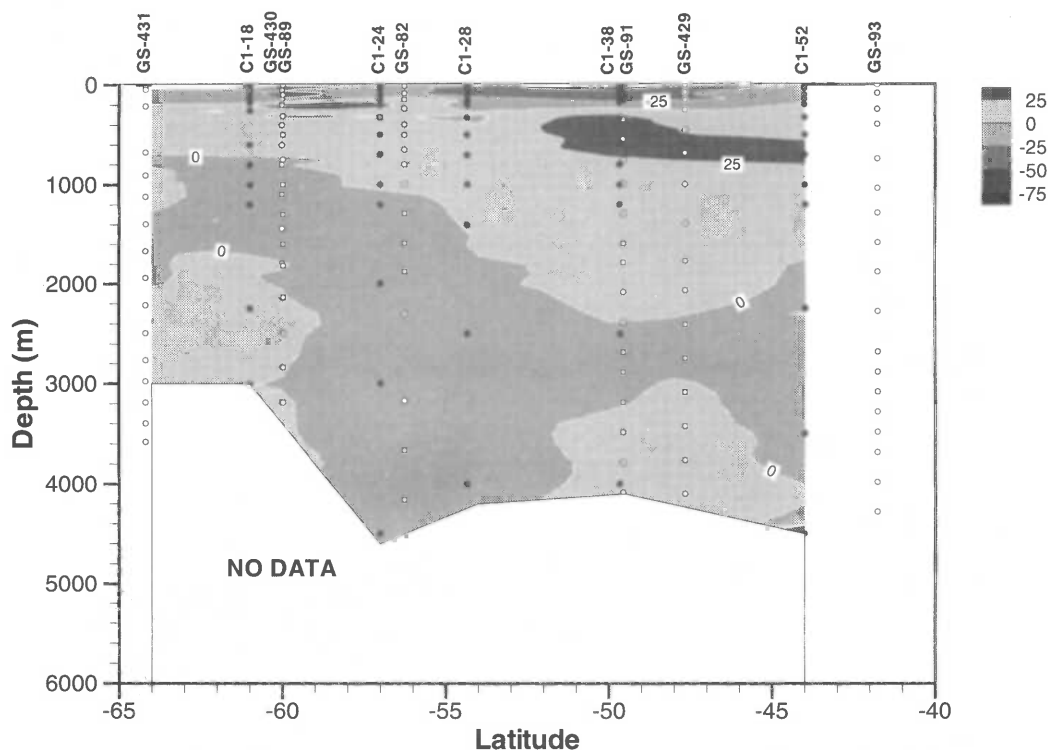 GS-431
C1-18
GS-430
GS-89
C1-24
GS-82
C1-28
C1-38
GS-91
GS-429
C1-52
GS-93
0
1000
2000
3000
4000
5000
6000
Depth (m)
25
0
25
0
0
0
NO DATA
25
0
-25
-50
-75
-65
-60
-55
-50
-45
-40
Latitude